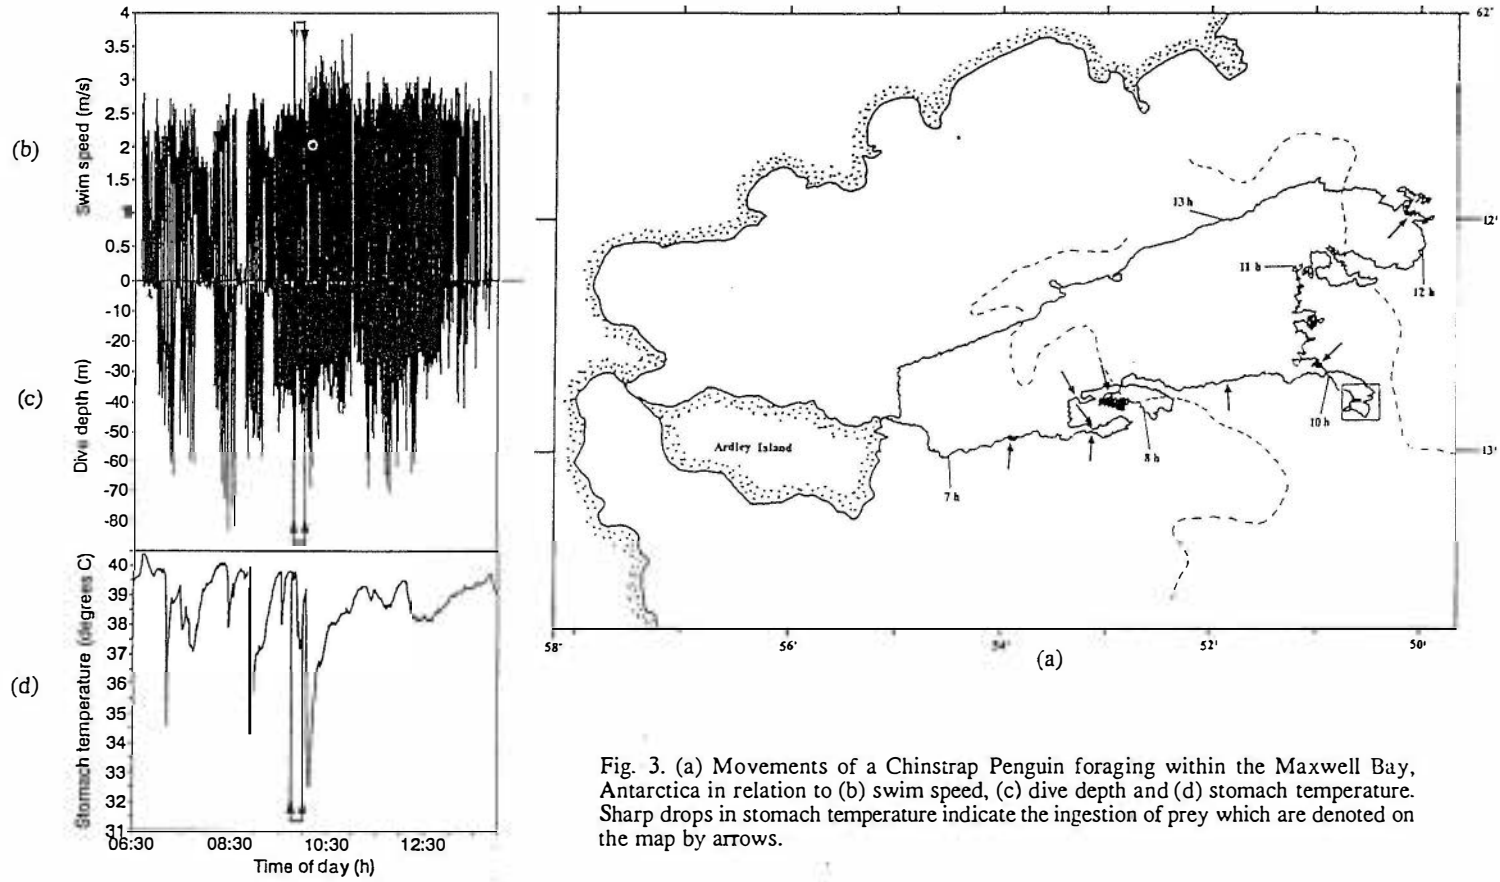 (b)
Swim speed (m/s)
4
3.5
3
2.5
2
1.5
0.5
0
(c)
Dive depth (m)
-10
-20
-30
-40
-50
-60
-70
-80
(d)
Stomach temperature (degrees C)
40
39
38
37
36
35
34
33
32
31
06:30 08:30 10:30 12:30
Time of day (h)
62°
13 h
12'
11 h
12 h
10 h
Ardley Island
8 h
13'
7 h
58' 56' 54' 52' 50'
(a)
Fig. 3. (a) Movements of a Chinstrap Penguin foraging within the Maxwell Bay,
Antarctica in relation to (b) swim speed, (c) dive depth and (d) stomach temperature.
Sharp drops in stomach temperature indicate the ingestion of prey which are denoted on
the map by arrows.